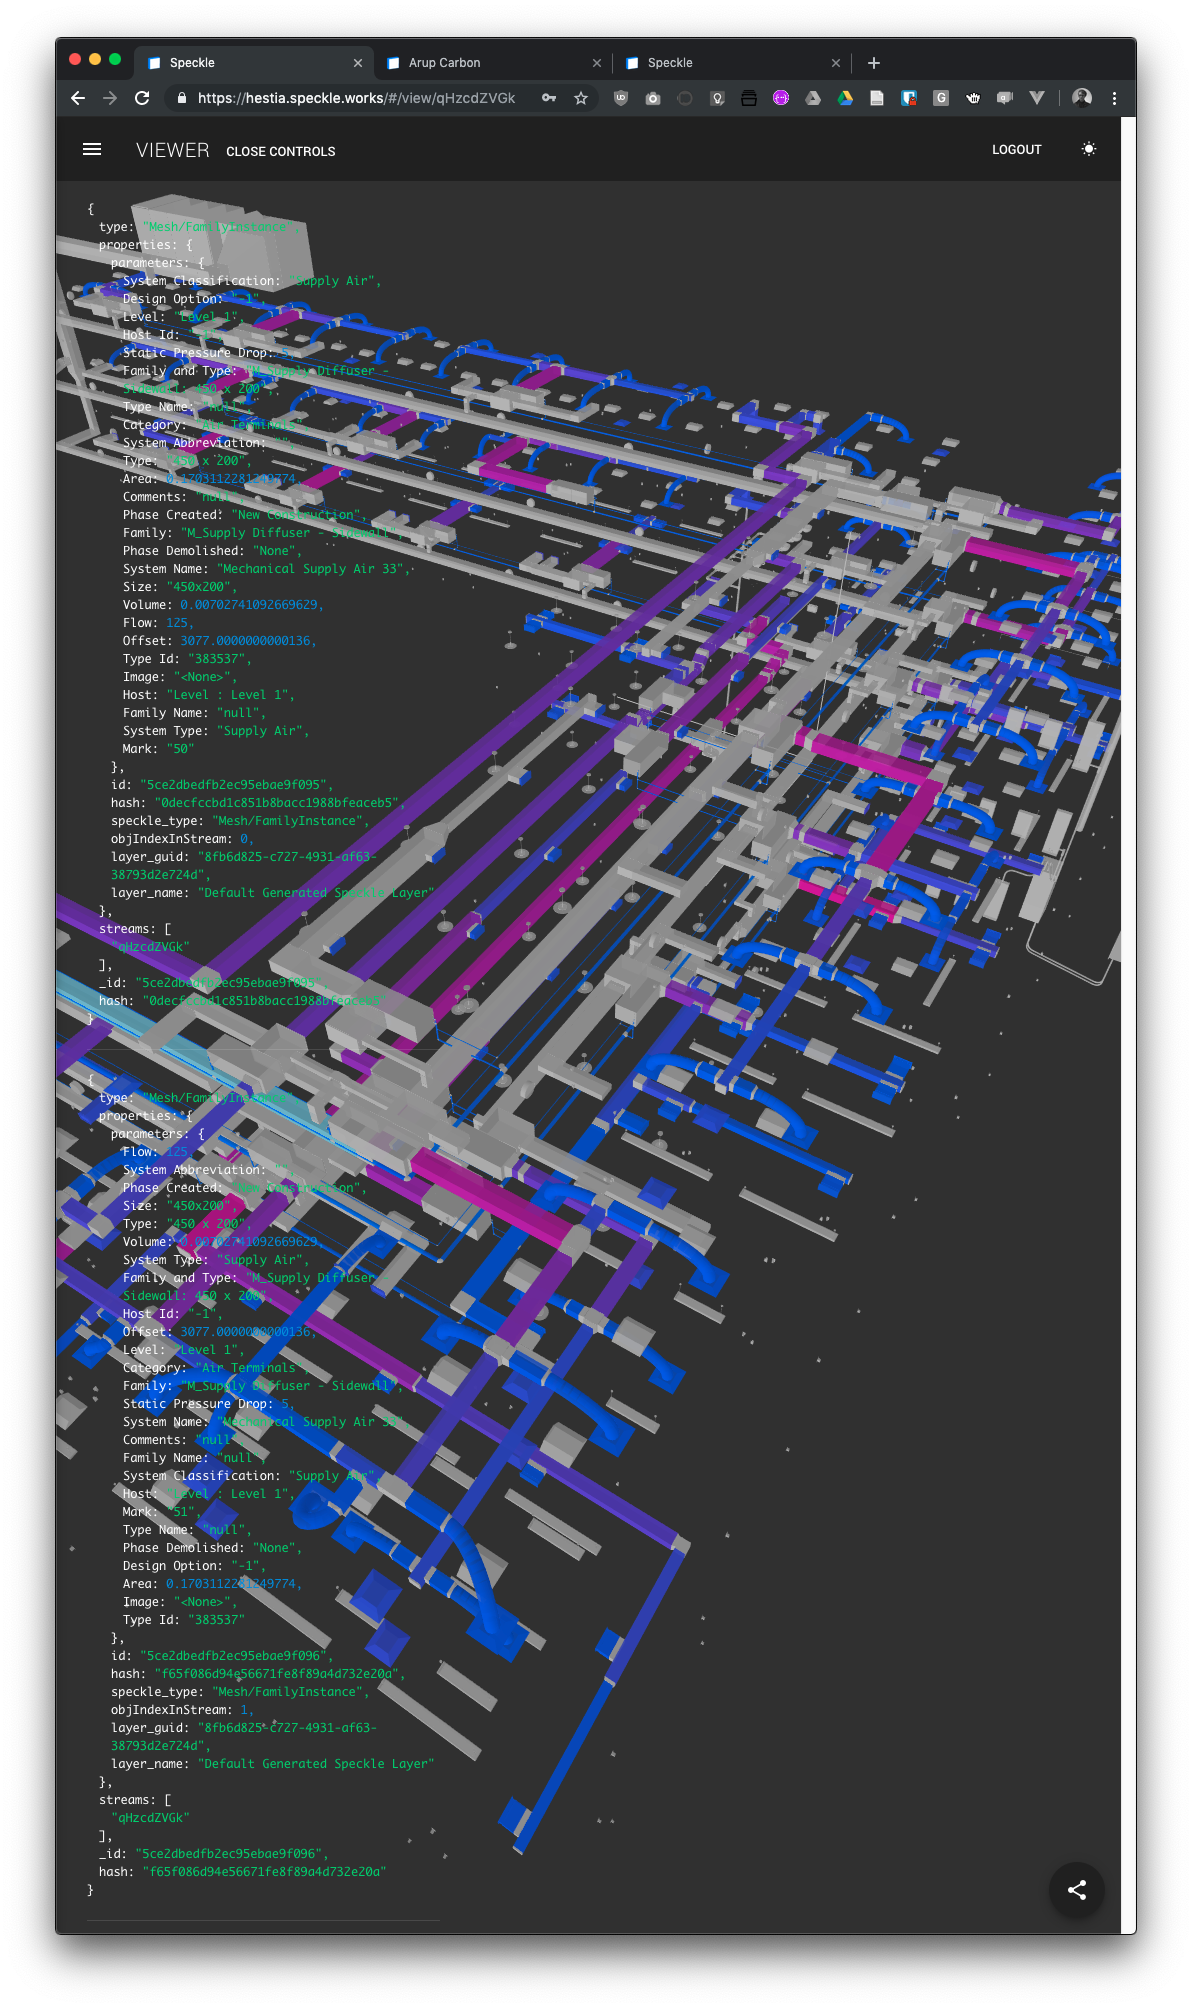 Speckle
Arup Carbon
Speckle
https://hestia.speckle.works/#/view/qHzcdZVGk
VIEWER CLOSE CONTROLS
LOGOUT
{
type: "Mesh/FamilyInstance",
properties: {
parameters: {
System Classification: "Supply Air",
Design Option: "-1",
Level: "Level 1",
Host Id: "-1",
Static Pressure Drop: 5,
Family and Type: "M_Supply Diffuser -
Sidewall: 450 x 200",
Type Name: "null",
Category: "Air Terminals",
System Abbreviation: "",
Type: "450 x 200",
Area: 0.1703112281249774,
Comments: "null",
Phase Created: "New Construction",
Family: "M_Supply Diffuser - Sidewall",
Phase Demolished: "None",
System Name: "Mechanical Supply Air 33",
Size: "450x200",
Volume: 0.00702741092669629,
Flow: 125,
Offset: 3077.0000000000136,
Type Id: "383537",
Image: "<None>",
Host: "Level : Level 1",
Family Name: "null",
System Type: "Supply Air",
Mark: "50"
},
id: "5ce2dbedfb2ec95ebae9f095",
hash: "0decfccbd1c851b8bacc1988bfeaceb5",
speckle_type: "Mesh/FamilyInstance",
objIndexInStream: 0,
layer_guid: "8fb6d825-c727-4931-af63-
38793d2e724d",
layer_name: "Default Generated Speckle Layer"
},
streams: [
"qHzcdZVGk"
],
_id: "5ce2dbedfb2ec95ebae9f095",
hash: "0decfccbd1c851b8bacc1988bfeaceb5"
}
{
type: "Mesh/FamilyInstance",
properties: {
parameters: {
Flow: 125,
System Abbreviation: "",
Phase Created: "New Construction",
Size: "450x200",
Type: "450 x 200",
Volume: 0.00702741092669629,
System Type: "Supply Air",
Family and Type: "M_Supply Diffuser -
Sidewall: 450 x 200",
Host Id: "-1",
Offset: 3077.0000000000136,
Level: "Level 1",
Category: "Air Terminals",
Family: "M_Supply Diffuser - Sidewall",
Static Pressure Drop: 5,
System Name: "Mechanical Supply Air
Comments: "null",
Family Name: "null",
System Classification: "Supply Air",
Host: "Level : Level 1",
Mark: "51",
Type Name: "null",
Phase Demolished: "None",
Design Option: "-1",
Area: 0.1703112281249774,
Image: "<None>",
Type Id: "383537"
},
id: "5ce2dbedfb2ec95ebae9f096",
hash: "f65f086d94e56671fe8f89a4d732e20a",
speckle_type: "Mesh/FamilyInstance",
objIndexInStream: 1,
layer_guid: "8fb6d825-c727-4931-af63-
38793d2e724d",
layer_name: "Default Generated Speckle Layer"
},
streams: [
"qHzcdZVGk"
],
_id: "5ce2dbedfb2ec95ebae9f096",
hash: "f65f086d94e56671fe8f89a4d732e20a"
}